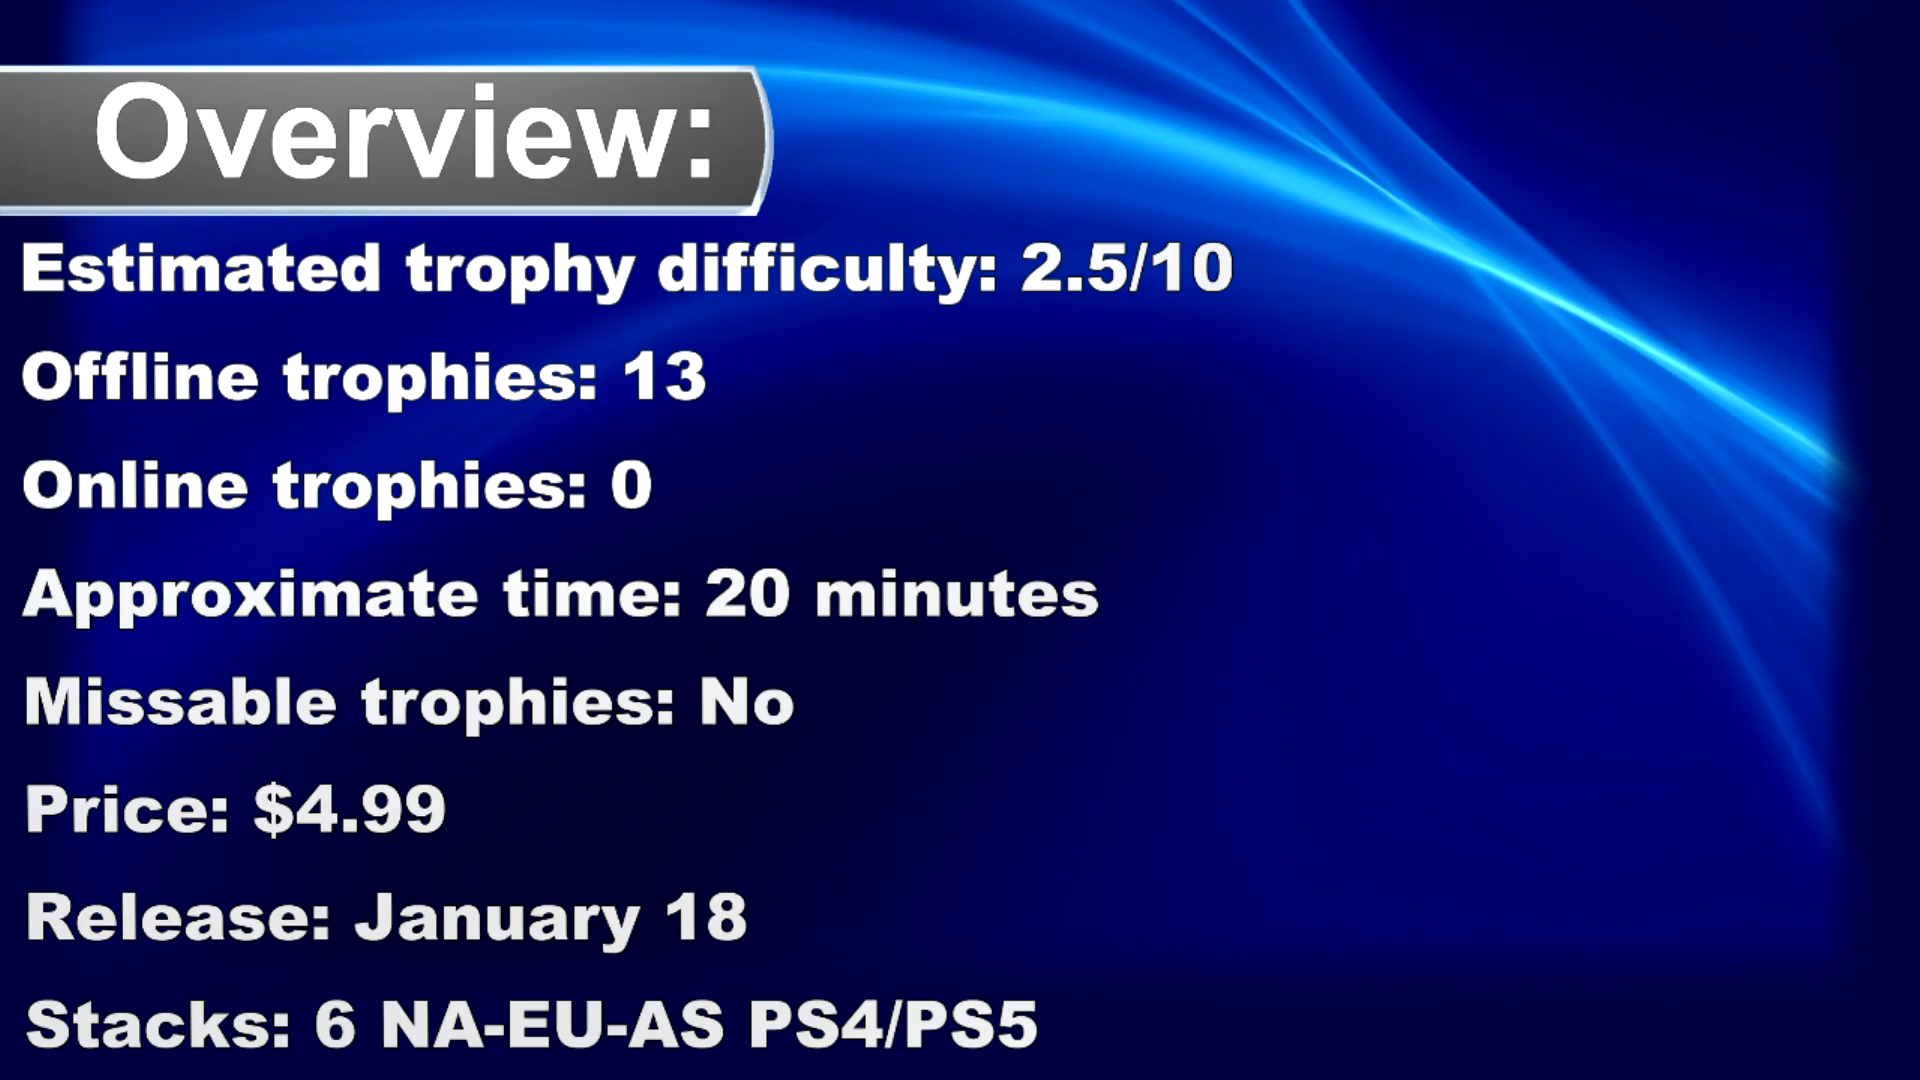 Overview:
Estimated trophy difficulty: 2.5/10
Offline trophies: 13
Online trophies: 0
Approximate time: 20 minutes
Missable trophies: No
Price: $4.99
Release: January 18
Stacks: 6 NA-EU-AS PS4/PS5